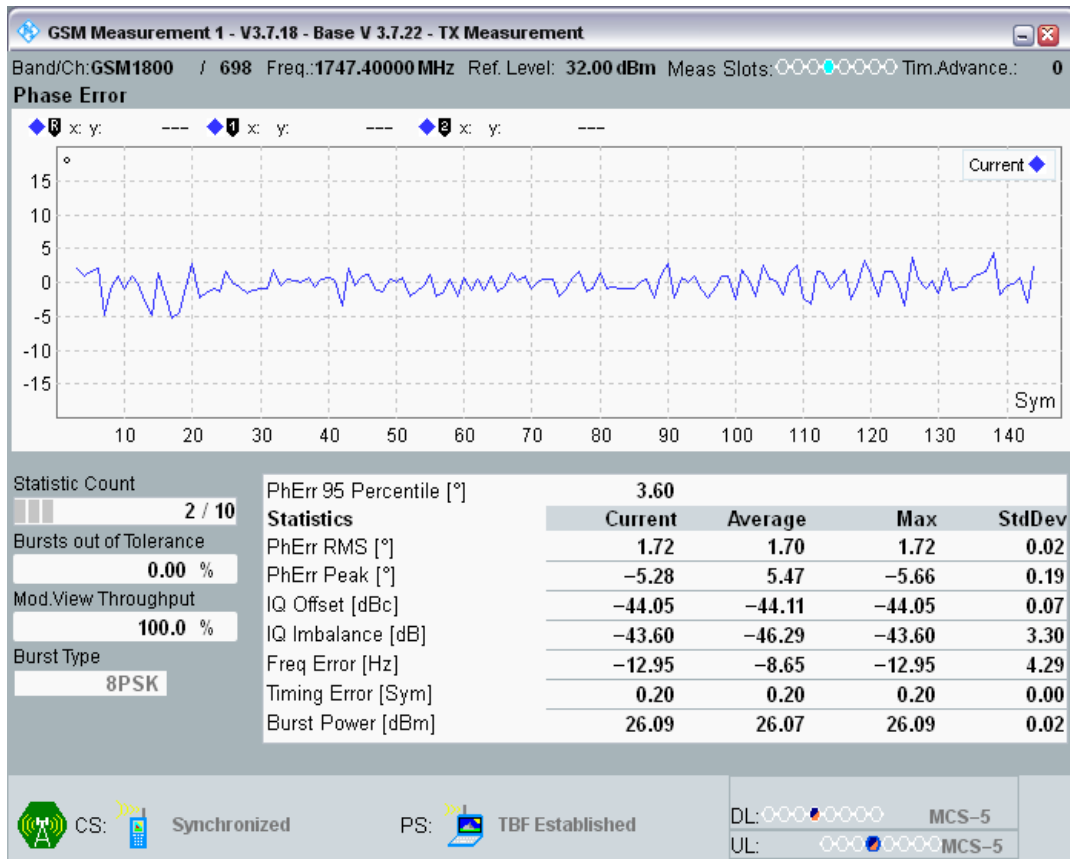 GSM Measurement 1 - V3.7.18 - Base V 3.7.22 - TX Measurement
Band/Ch:GSM1800 / 698 Freq.:1747.40000 MHz Ref. Level: 32.00 dBm Meas Slots: Tim.Advance.: 0
Phase Error
R x: y: --- 1 x: y: --- 2 x: y: ---
°
Current
15
10
5
0
-5
-10
-15
Sym
10 20 30 40 50 60 70 80 90 100 110 120 130 140
Statistic Count
2 / 10
Bursts out of Tolerance
0.00 %
Mod.View Throughput
100.0 %
Burst Type
8PSK
PhErr 95 Percentile [°] 3.60
Statistics Current Average Max StdDev
PhErr RMS [°] 1.72 1.70 1.72 0.02
PhErr Peak [°] −5.28 5.47 −5.66 0.19
IQ Offset [dBc] −44.05 −44.11 −44.05 0.07
IQ Imbalance [dB] −43.60 −46.29 −43.60 3.30
Freq Error [Hz] −12.95 −8.65 −12.95 4.29
Timing Error [Sym] 0.20 0.20 0.20 0.00
Burst Power [dBm] 26.09 26.07 26.09 0.02
CS: Synchronized PS: TBF Established
DL: MCS−5
UL: MCS−5